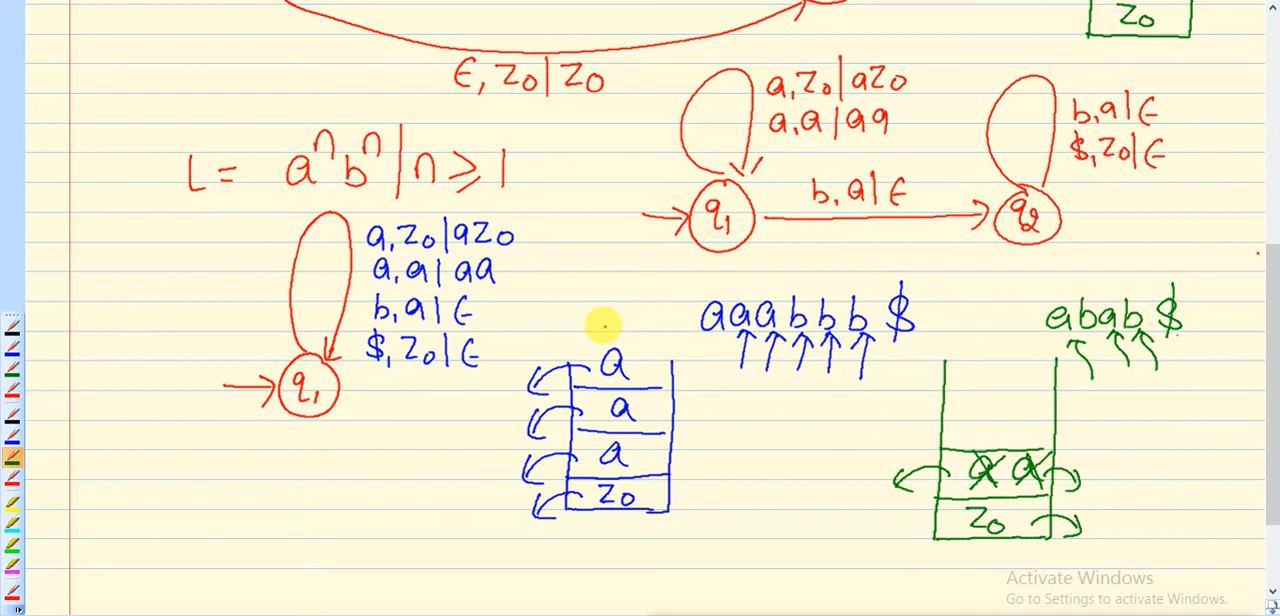 Z0
ϵ, Z0 | Z0
L = a^n b^n | n ≥ 1
a, Z0 | aZ0
a, a | aa
b, a | ϵ
$, Z0 | ϵ
q1
a, Z0 | aZ0
a, a | aa
q1
b, a | ϵ
q2
b, a | ϵ
$, Z0 | ϵ
aaabbb$
a
a
a
Z0
abab$
a a
Z0
Activate Windows
Go to Settings to activate Windows.